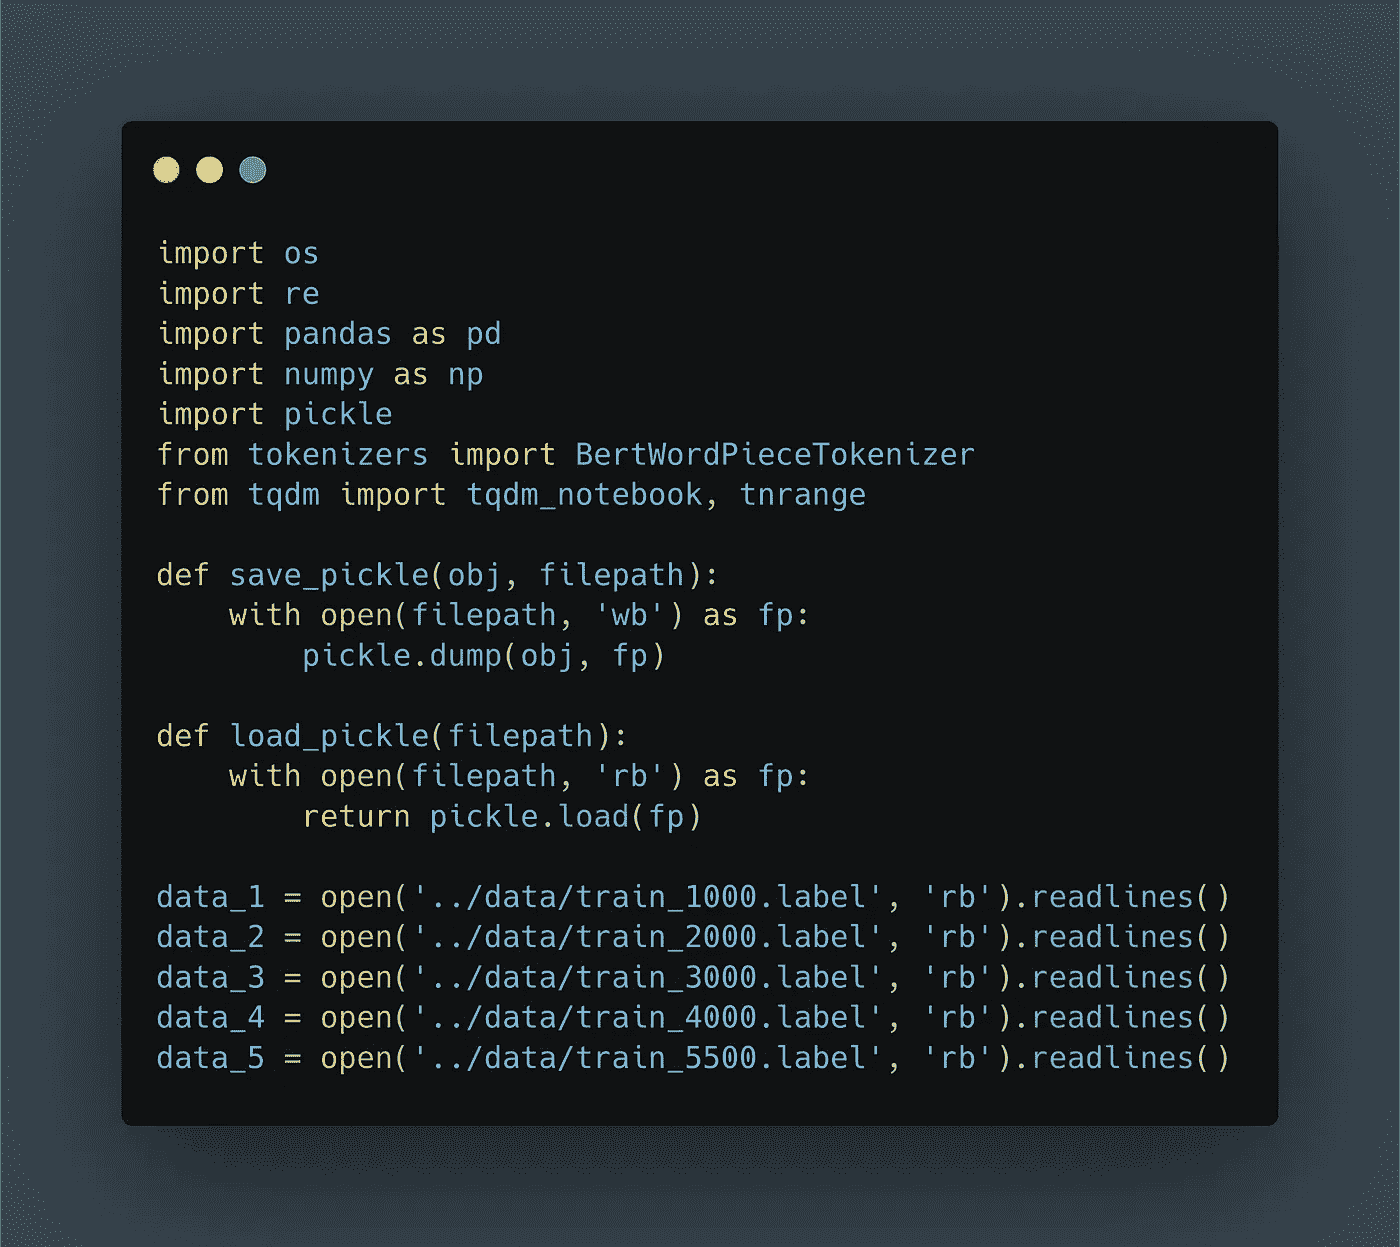 import os
import re
import pandas as pd
import numpy as np
import pickle
from tokenizers import BertWordPieceTokenizer
from tqdm import tqdm_notebook, tnrange

def save_pickle(obj, filepath):
    with open(filepath, 'wb') as fp:
        pickle.dump(obj, fp)

def load_pickle(filepath):
    with open(filepath, 'rb') as fp:
        return pickle.load(fp)

data_1 = open('../data/train_1000.label', 'rb').readlines()
data_2 = open('../data/train_2000.label', 'rb').readlines()
data_3 = open('../data/train_3000.label', 'rb').readlines()
data_4 = open('../data/train_4000.label', 'rb').readlines()
data_5 = open('../data/train_5500.label', 'rb').readlines()